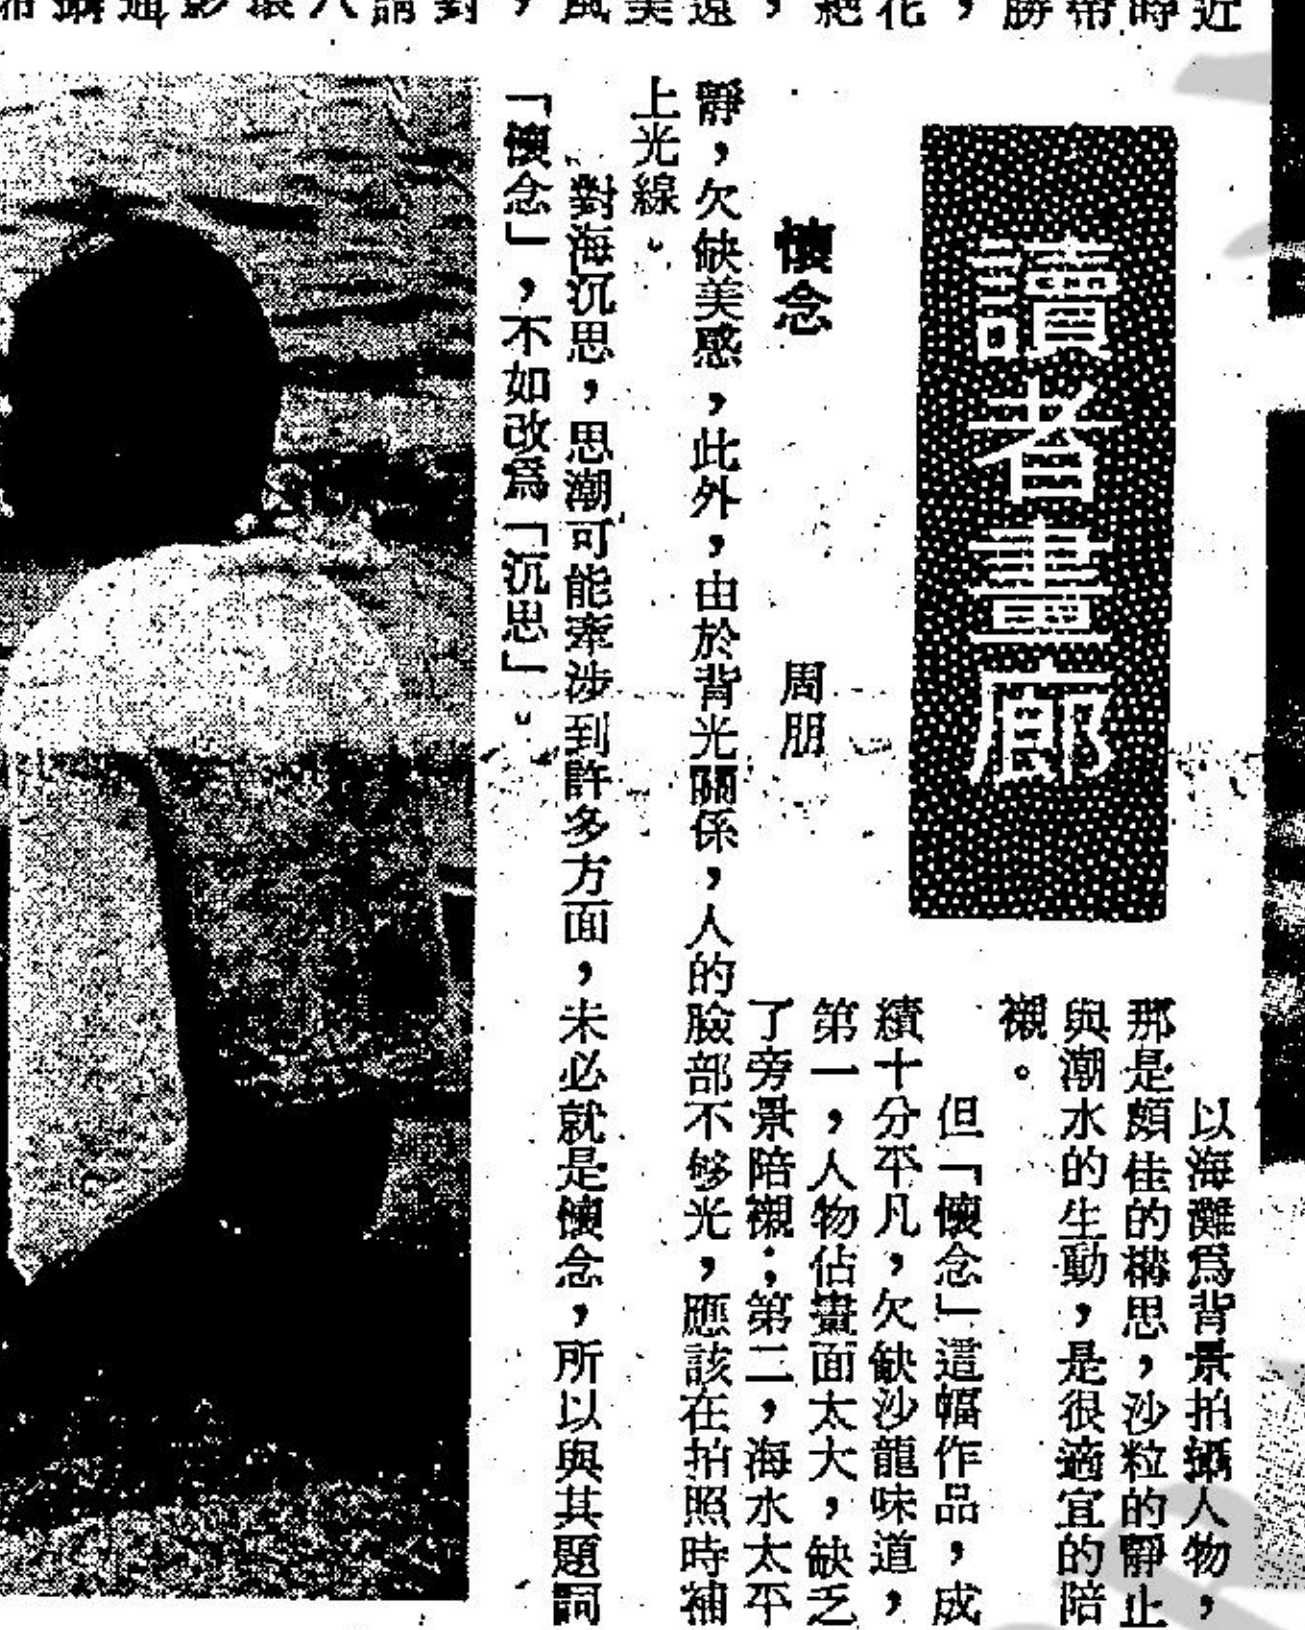 讀者畫廊
懷念
周朋
以海灘爲背景拍攝人物，
那是頗佳的構思，沙粒的靜止
與潮水的生動，是很適宜的陪
襯。
但「懷念」這幅作品，成
績十分平凡，欠缺沙龍味道，
第一，人物佔畫面太大，缺乏
了旁景陪襯；第二，海水太平
靜，欠缺美感，此外，由於背光關係，人的臉部不够光，應該在拍照時補
上光線。
對海沉思，思潮可能牽涉到許多方面，未必就是懷念，所以與其題詞
「懷念」，不如改爲「沉思」。